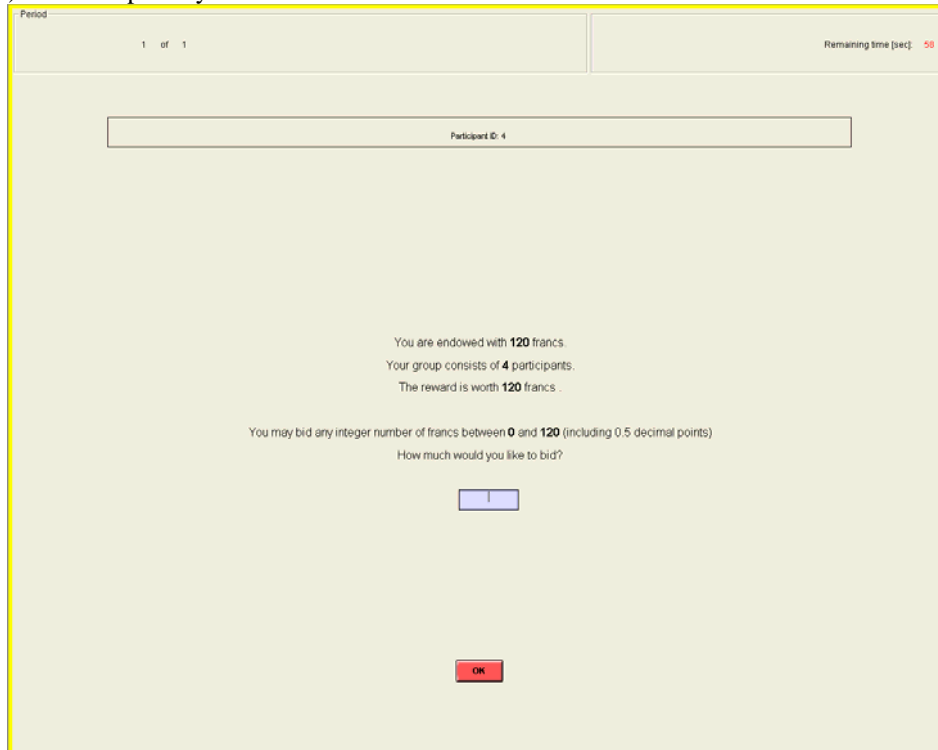 Period
1 of 1
Remaining time [sec]: 58
Participant ID: 4
You are endowed with 120 francs.
Your group consists of 4 participants.
The reward is worth 120 francs .
You may bid any integer number of francs between 0 and 120 (including 0.5 decimal points)
How much would you like to bid?
OK